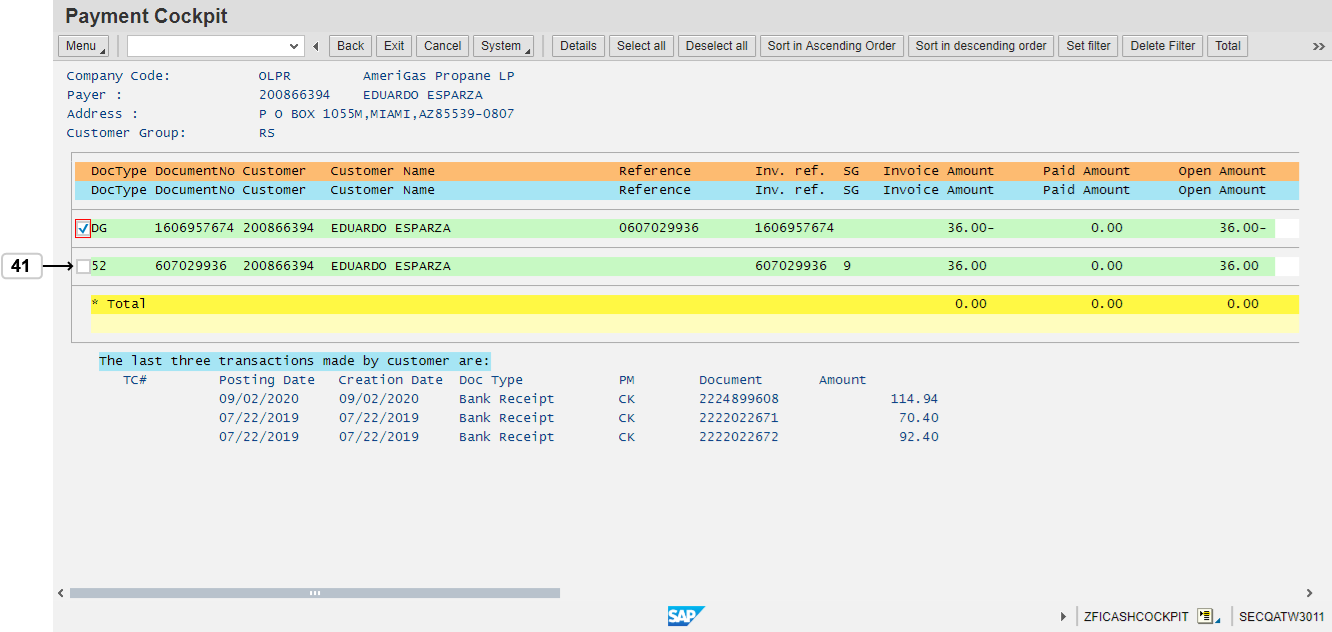 Payment Cockpit
Menu Back Exit Cancel System Details Select all Deselect all Sort in Ascending Order Sort in descending order Set filter Delete Filter Total
Company Code: OLPR AmeriGas Propane LP
Payer : 200866394 EDUARDO ESPARZA
Address : P O BOX 1055M,MIAMI,AZ85539-0807
Customer Group: RS
DocType DocumentNo Customer Customer Name Reference Inv. ref. SG Invoice Amount Paid Amount Open Amount
DocType DocumentNo Customer Customer Name Reference Inv. ref. SG Invoice Amount Paid Amount Open Amount
DG 1606957674 200866394 EDUARDO ESPARZA 0607029936 1606957674 36.00- 0.00 36.00-
41 52 607029936 200866394 EDUARDO ESPARZA 607029936 9 36.00 0.00 36.00
* Total 0.00 0.00 0.00
The last three transactions made by customer are:
TC# Posting Date Creation Date Doc Type PM Document Amount
09/02/2020 09/02/2020 Bank Receipt CK 2224899608 114.94
07/22/2019 07/22/2019 Bank Receipt CK 2222022671 70.40
07/22/2019 07/22/2019 Bank Receipt CK 2222022672 92.40
SAP ZFICASHCOCKPIT SECQATW3011